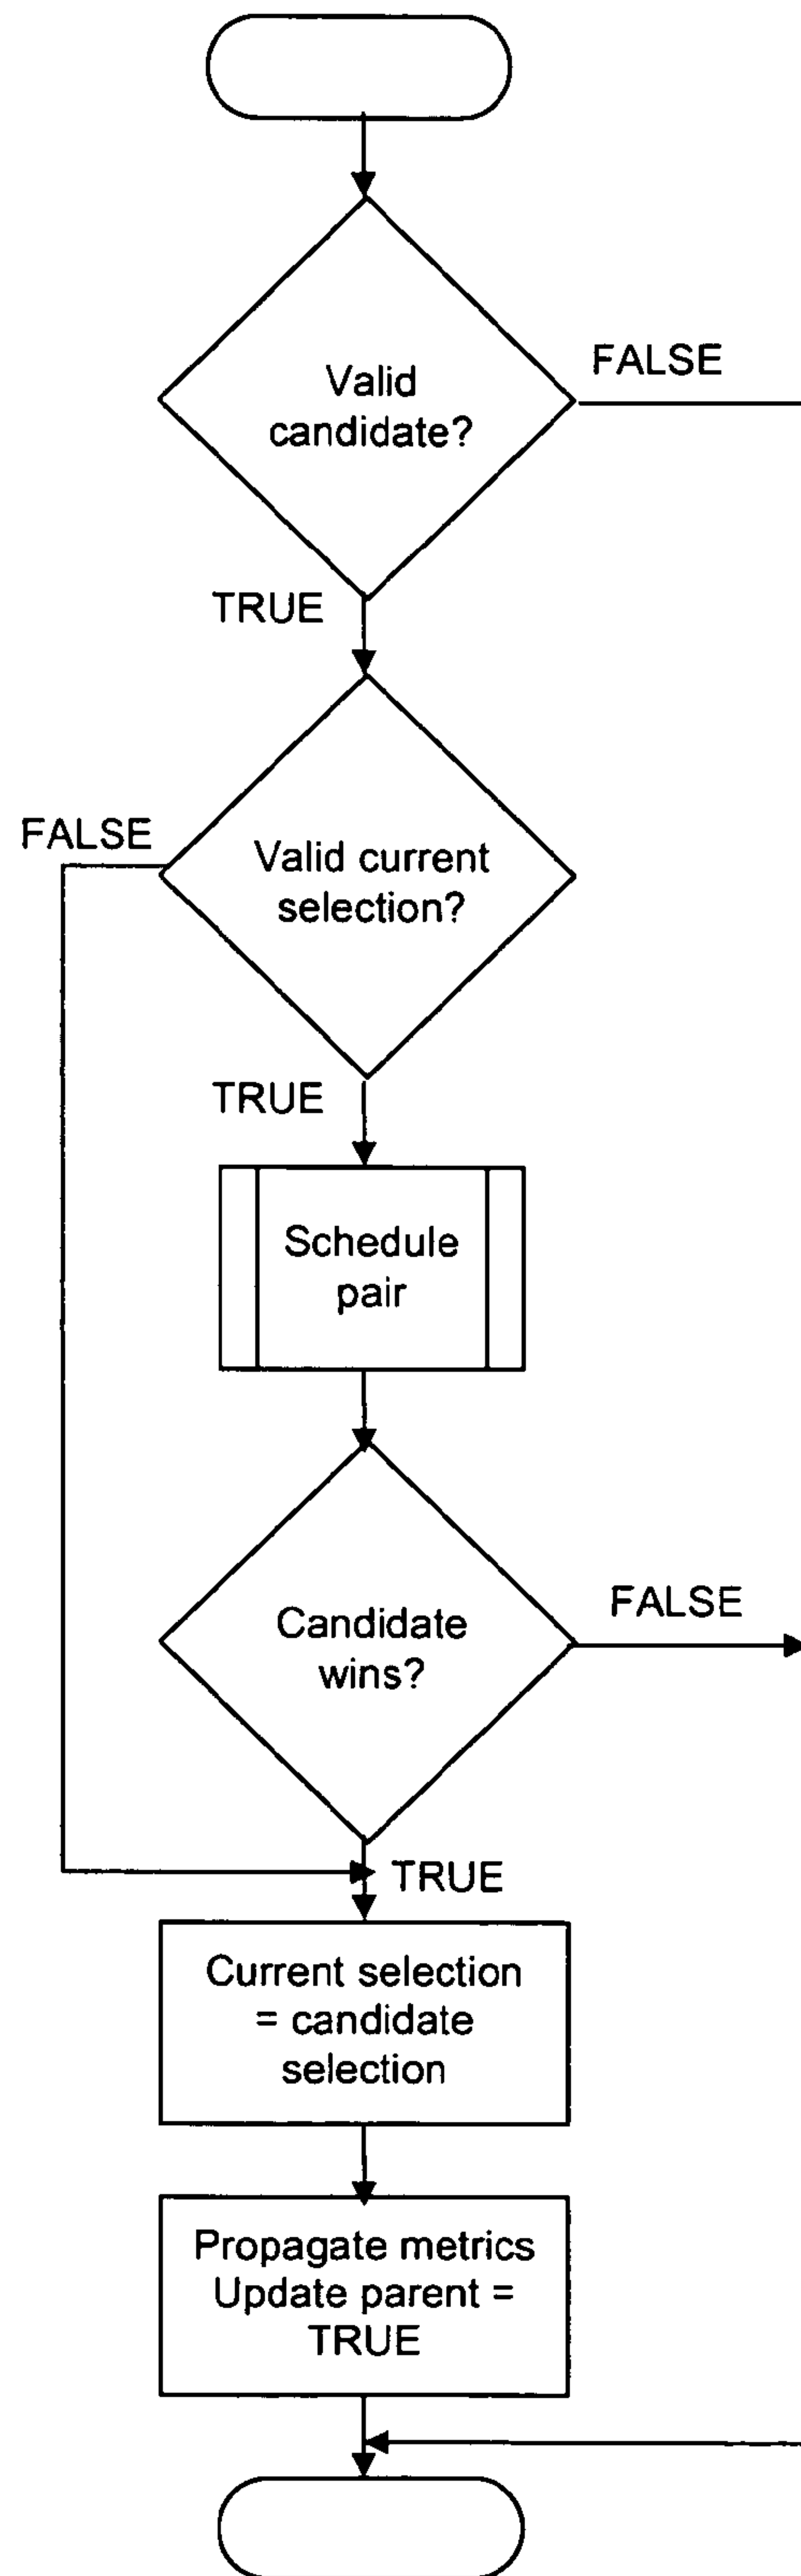 Valid
candidate?
FALSE
TRUE
FALSE
Valid current
selection?
TRUE
Schedule
pair
Candidate
wins?
FALSE
TRUE
Current selection
= candidate
selection
Propagate metrics
Update parent =
TRUE